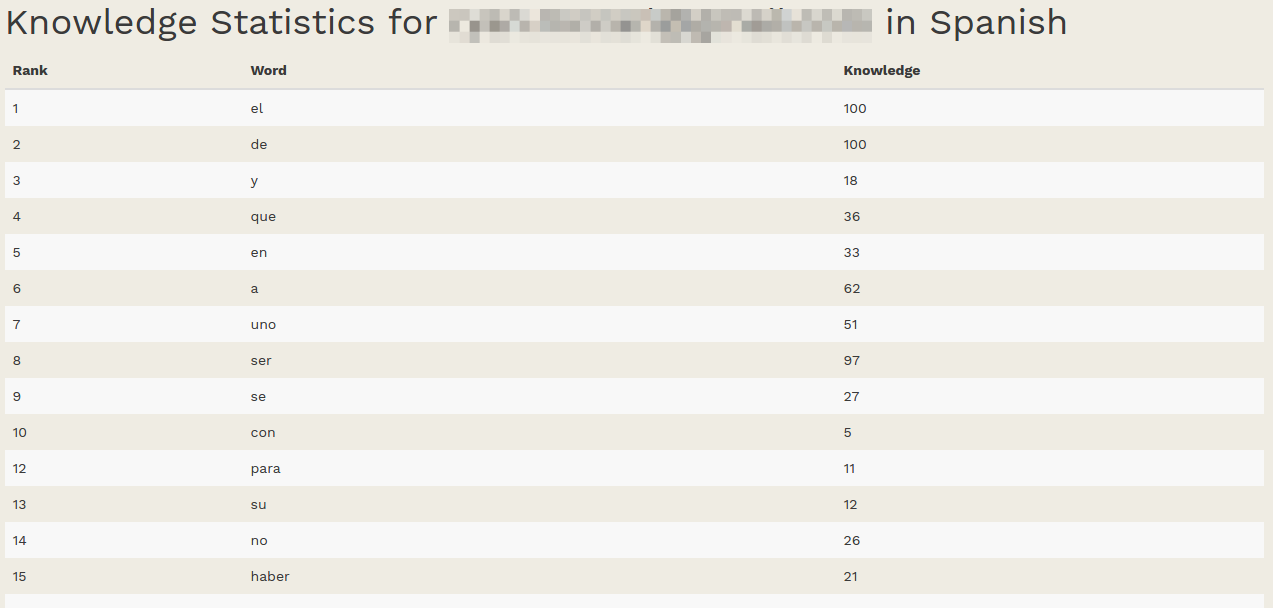 Knowledge Statistics for in Spanish
Rank Word Knowledge
1 el 100
2 de 100
3 y 18
4 que 36
5 en 33
6 a 62
7 uno 51
8 ser 97
9 se 27
10 con 5
12 para 11
13 su 12
14 no 26
15 haber 21